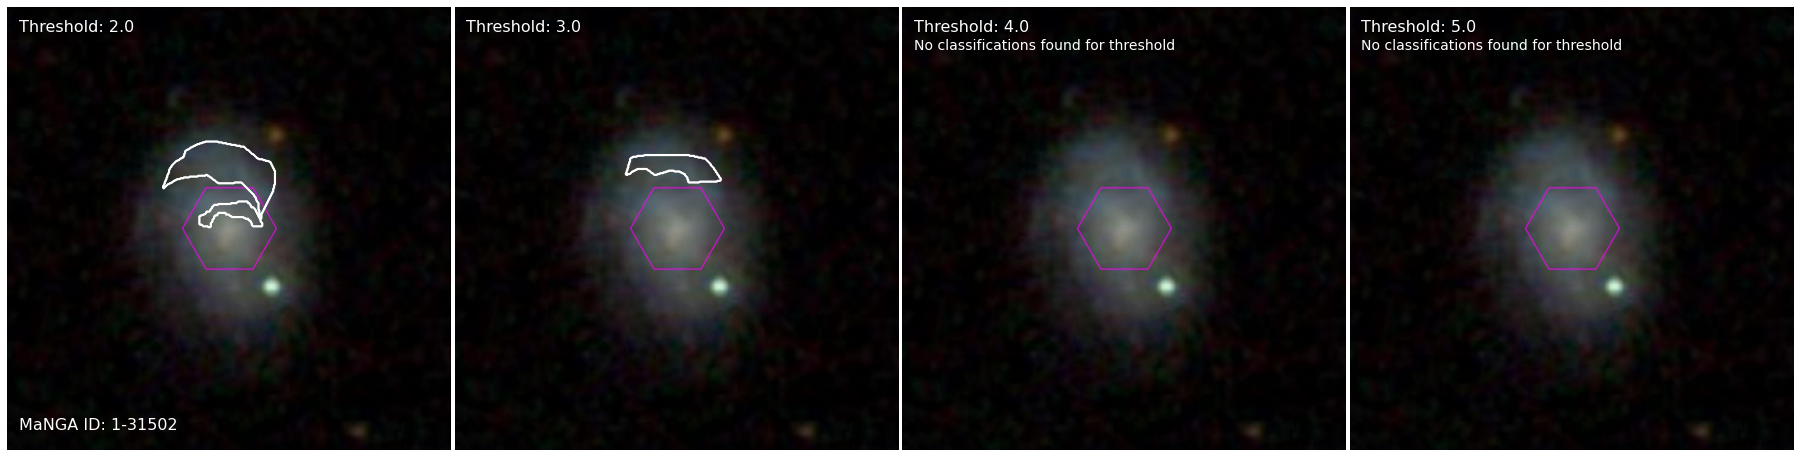 Threshold: 2.0
MaNGA ID: 1-31502
Threshold: 3.0
Threshold: 4.0
No classifications found for threshold
Threshold: 5.0
No classifications found for threshold